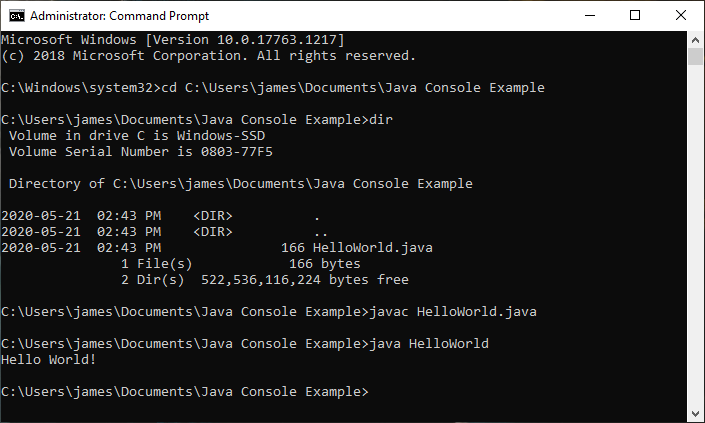 Administrator: Command Prompt
Microsoft Windows [Version 10.0.17763.1217]
(c) 2018 Microsoft Corporation. All rights reserved.
C:\Windows\system32>cd C:\Users\james\Documents\Java Console Example
C:\Users\james\Documents\Java Console Example>dir
 Volume in drive C is Windows-SSD
 Volume Serial Number is 0803-77F5
 Directory of C:\Users\james\Documents\Java Console Example
2020-05-21  02:43 PM    <DIR>          .
2020-05-21  02:43 PM    <DIR>          ..
2020-05-21  02:43 PM               166 HelloWorld.java
               1 File(s)            166 bytes
               2 Dir(s)  522,536,116,224 bytes free
C:\Users\james\Documents\Java Console Example>javac HelloWorld.java
C:\Users\james\Documents\Java Console Example>java HelloWorld
Hello World!
C:\Users\james\Documents\Java Console Example>